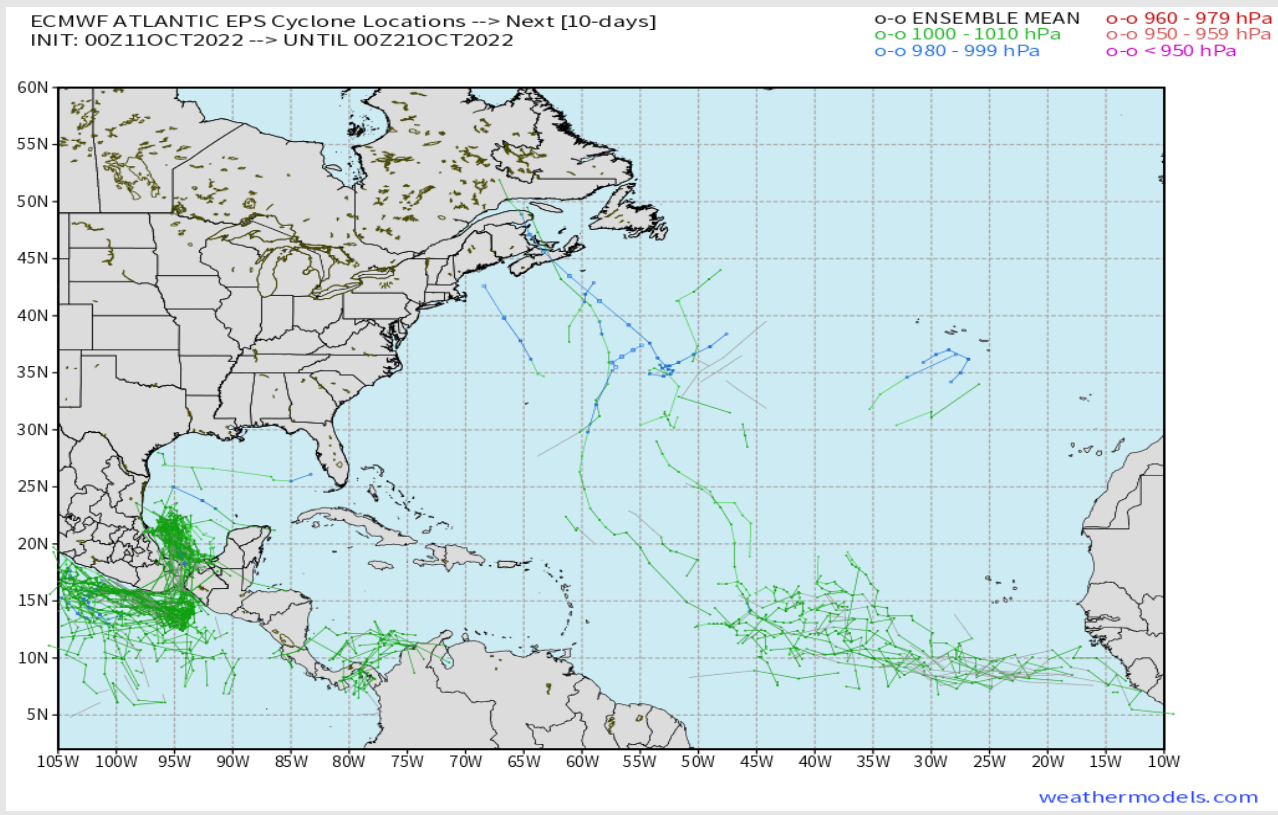 ECMWF ATLANTIC EPS Cyclone Locations --> Next [10-days]
INIT: 00Z11OCT2022 --> UNTIL 00Z21OCT2022
o-o ENSEMBLE MEAN
o-o 1000 - 1010 hPa
o-o 980 - 999 hPa
o-o 960 - 979 hPa
o-o 950 - 959 hPa
o-o < 950 hPa
60N
55N
50N
45N
40N
35N
30N
25N
20N
15N
10N
5N
105W 100W 95W 90W 85W 80W 75W 70W 65W 60W 55W 50W 45W 40W 35W 30W 25W 20W 15W 10W
weathermodels.com